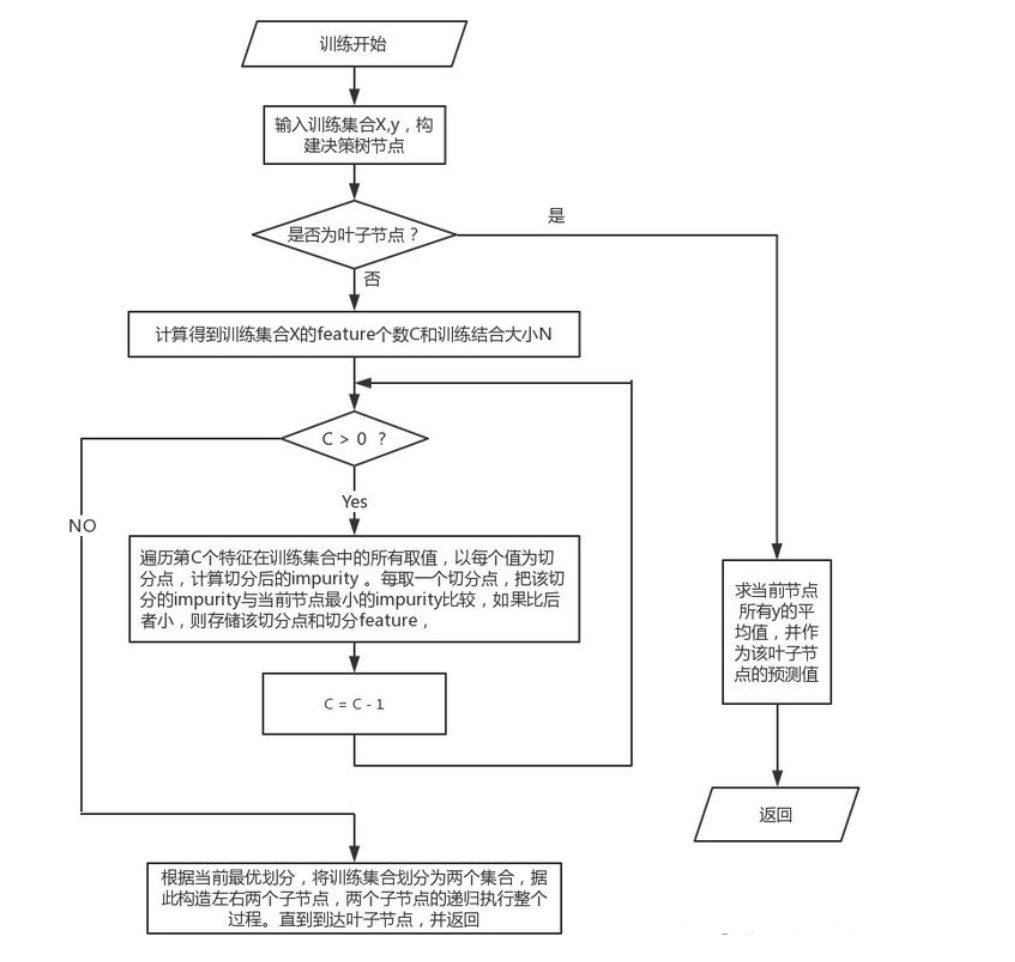 训练开始
输入训练集合X,y，构
建决策树节点
是否为叶子节点？
是
否
计算得到训练集合X的feature个数C和训练结合大小N
C > 0 ？
Yes
NO
遍历第C个特征在训练集合中的所有取值，以每个值为切
分点，计算切分后的impurity 。每取一个切分点，把该切
分的impurity与当前节点最小的impurity比较，如果比后
者小，则存储该切分点和切分feature，
C = C - 1
求当前节点
所有y的平
均值，并作
为该叶子节
点的预测值
返回
根据当前最优划分，将训练集合划分为两个集合，据
此构造左右两个子节点，两个子节点的递归执行整个
过程。直到到达叶子节点，并返回